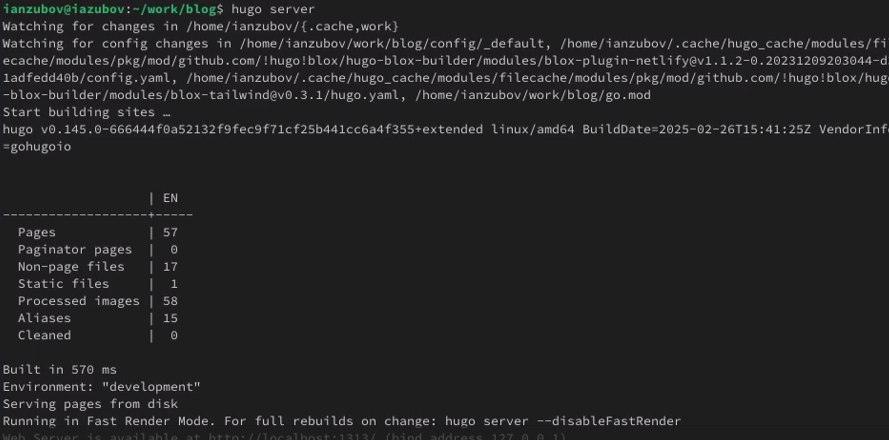 ianzubov@iazubov:~/work/blog$ hugo server
Watching for changes in /home/ianzubov/{.cache,work}
Watching for config changes in /home/ianzubov/work/blog/config/_default, /home/ianzubov/.cache/hugo_cache/modules/fil
ecache/modules/pkg/mod/github.com/!hugo!blox/hugo-blox-builder/modules/blox-plugin-netlify@v1.1.2-0.20231209203044-d
1adfedd40b/config.yaml, /home/ianzubov/.cache/hugo_cache/modules/filecache/modules/pkg/mod/github.com/!hugo!blox/hug
-blox-builder/modules/blox-tailwind@v0.3.1/hugo.yaml, /home/ianzubov/work/blog/go.mod
Start building sites …
hugo v0.145.0-666444f0a52132f9fec9f71cf25b441cc6a4f355+extended linux/amd64 BuildDate=2025-02-26T15:41:25Z VendorInf
=gohugoio
| EN
-------------------+-----
Pages | 57
Paginator pages | 0
Non-page files | 17
Static files | 1
Processed images | 58
Aliases | 15
Cleaned | 0
Built in 570 ms
Environment: "development"
Serving pages from disk
Running in Fast Render Mode. For full rebuilds on change: hugo server --disableFastRender
Web Server is available at http://localhost:1313/ (bind address 127.0.0.1)